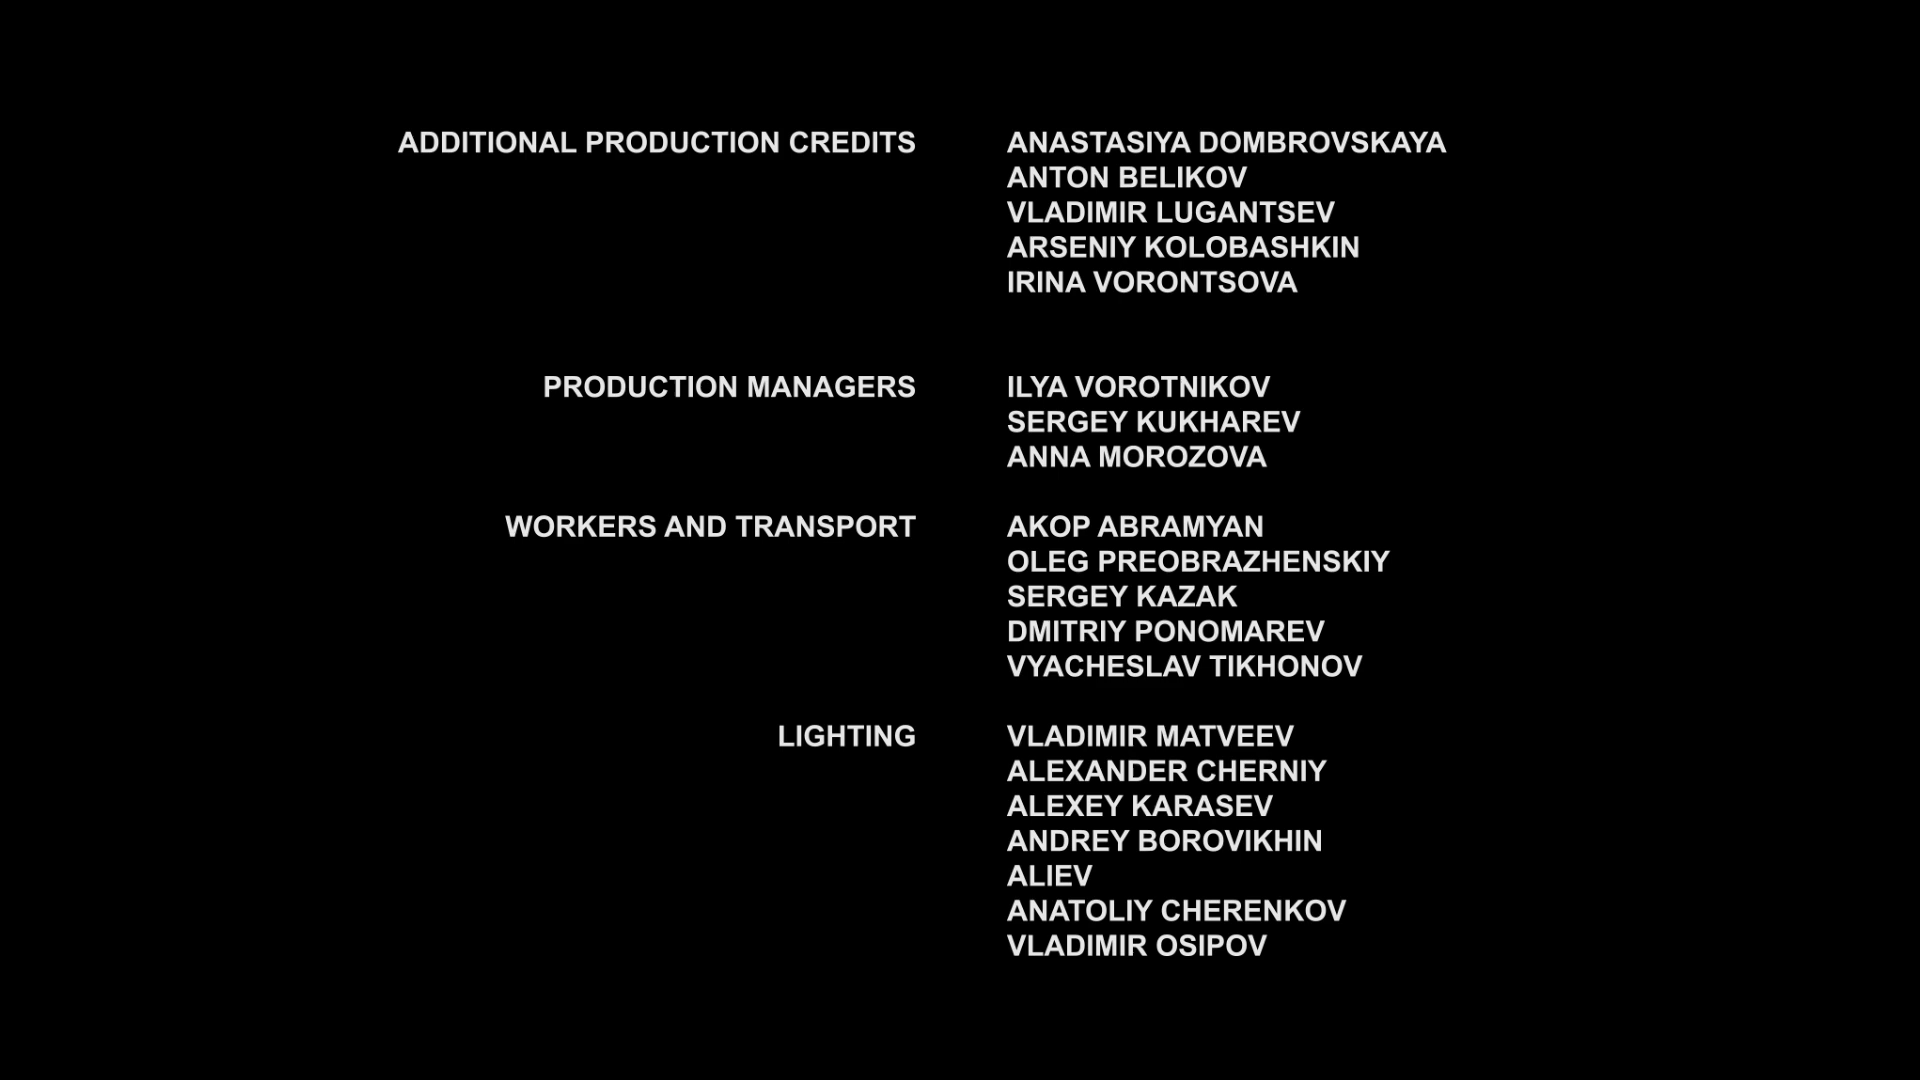 ADDITIONAL PRODUCTION CREDITS ANASTASIYA DOMBROVSKAYA
ANTON BELIKOV
VLADIMIR LUGANTSEV
ARSENIY KOLOBASHKIN
IRINA VORONTSOVA
PRODUCTION MANAGERS ILYA VOROTNIKOV
SERGEY KUKHAREV
ANNA MOROZOVA
WORKERS AND TRANSPORT AKOP ABRAMYAN
OLEG PREOBRAZHENSKIY
SERGEY KAZAK
DMITRIY PONOMAREV
VYACHESLAV TIKHONOV
LIGHTING VLADIMIR MATVEEV
ALEXANDER CHERNIY
ALEXEY KARASEV
ANDREY BOROVIKHIN
ALIEV
ANATOLIY CHERENKOV
VLADIMIR OSIPOV